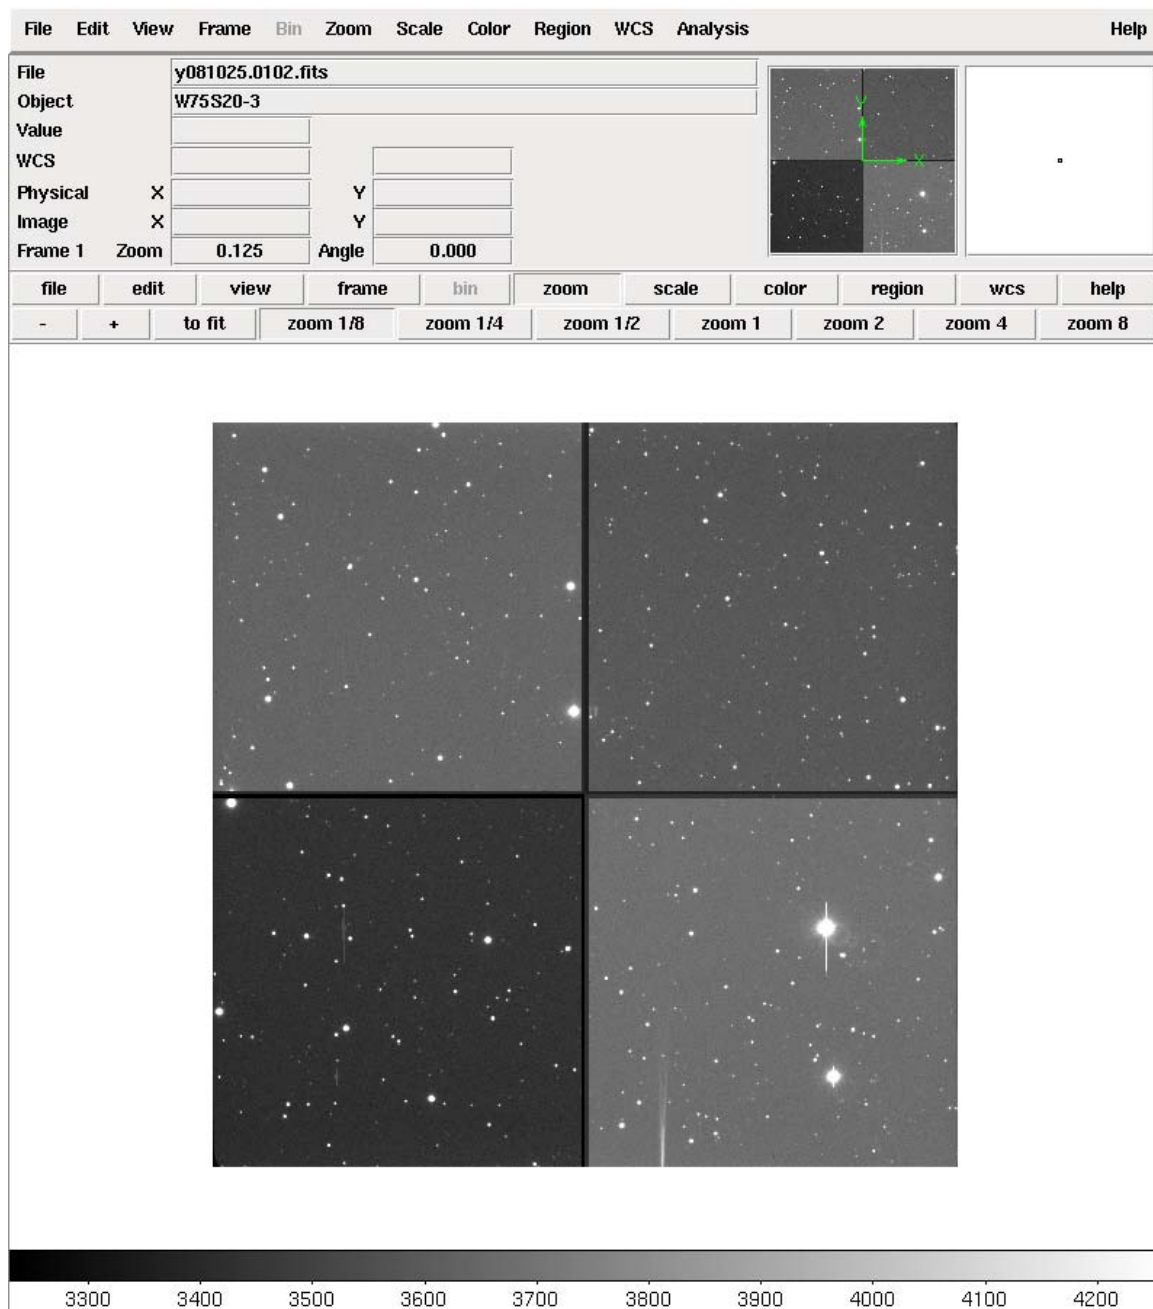 File Edit View Frame Bin Zoom Scale Color Region WCS Analysis Help
File y081025.0102.fits
Object W75S20-3
Value
WCS
Physical X Y
Image X Y
Frame 1 Zoom 0.125 Angle 0.000
Y
X
file edit view frame bin zoom scale color region wcs help
- + to fit zoom 1/8 zoom 1/4 zoom 1/2 zoom 1 zoom 2 zoom 4 zoom 8
3300 3400 3500 3600 3700 3800 3900 4000 4100 4200